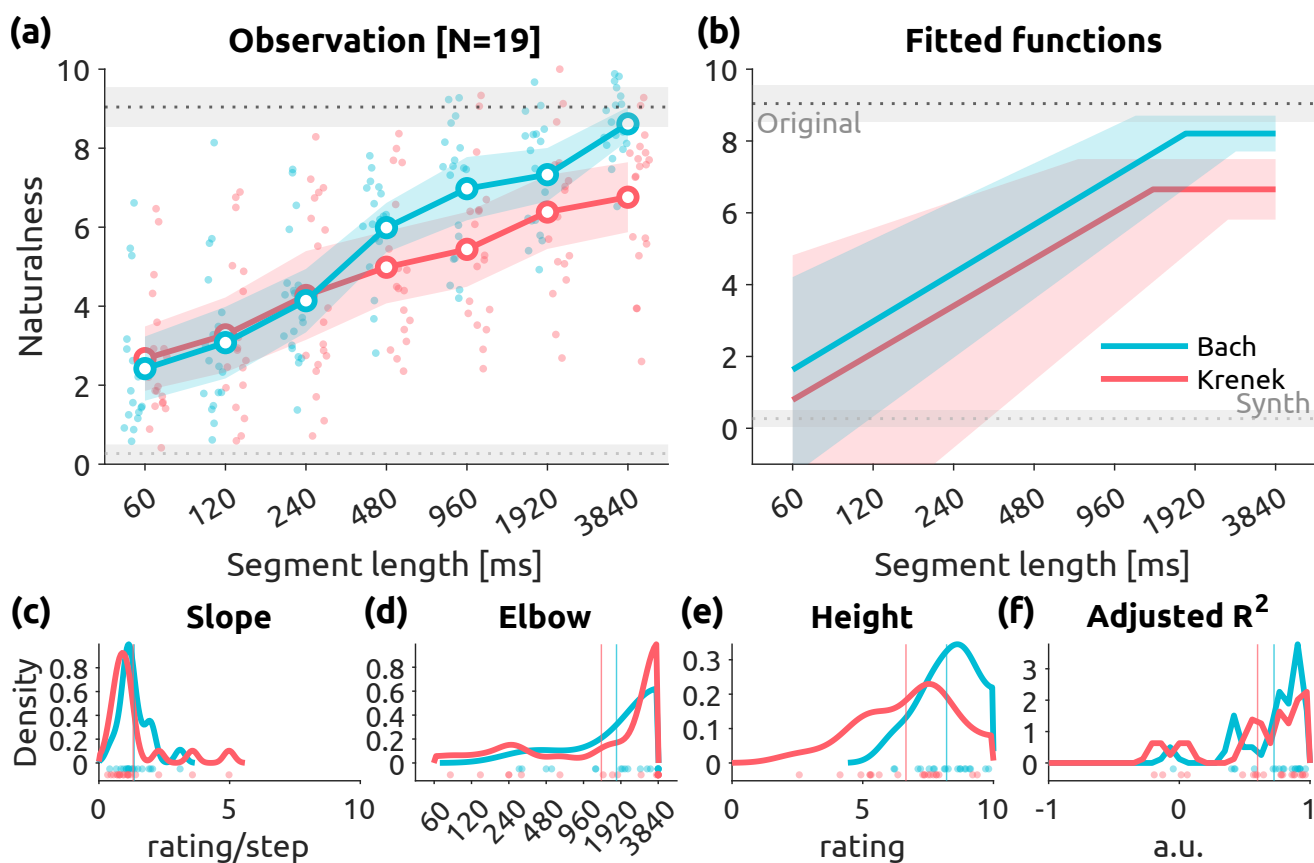 (a) Observation [N=19]
Naturalness
10
8
6
4
2
0
60 120 240 480 960 1920 3840
Segment length [ms]
(b) Fitted functions
10
8
6
4
2
0
Original
Bach
Krenek
Synth
60 120 240 480 960 1920 3840
Segment length [ms]
(c) Slope
Density
0.8
0.6
0.4
0.2
0
0 5 10
rating/step
(d) Elbow
0.8
0.6
0.4
0.2
0
60 120 240 480 960 1920 3840
(e) Height
0.3
0.2
0.1
0
0 5 10
rating
(f) Adjusted R²
3
2
1
0
-1 0 1
a.u.